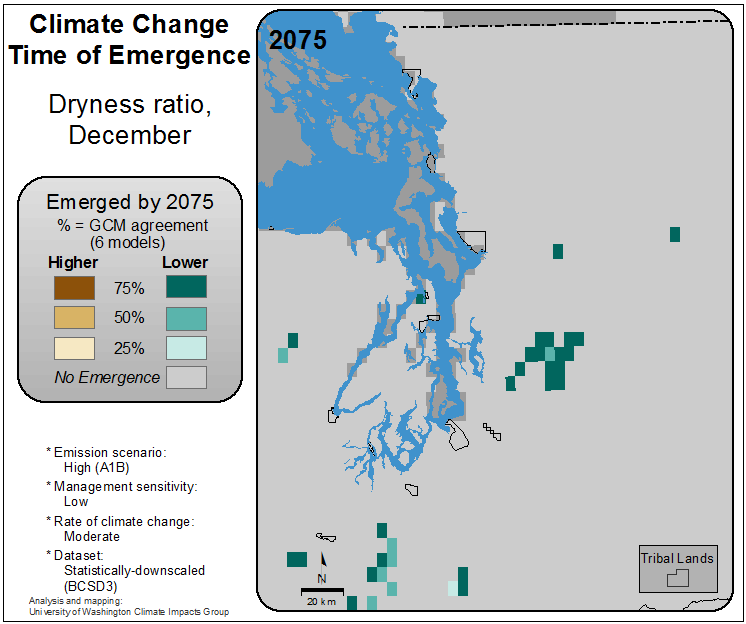 Climate Change
Time of Emergence
Dryness ratio,
December
Emerged by 2075
% = GCM agreement
(6 models)
Higher
Lower
75%
50%
25%
No Emergence
* Emission scenario:
High (A1B)
* Management sensitivity:
Low
* Rate of climate change:
Moderate
* Dataset:
Statistically-downscaled
(BCSD3)
Analysis and mapping:
University of Washington Climate Impacts Group
2075
N
20 km
Tribal Lands